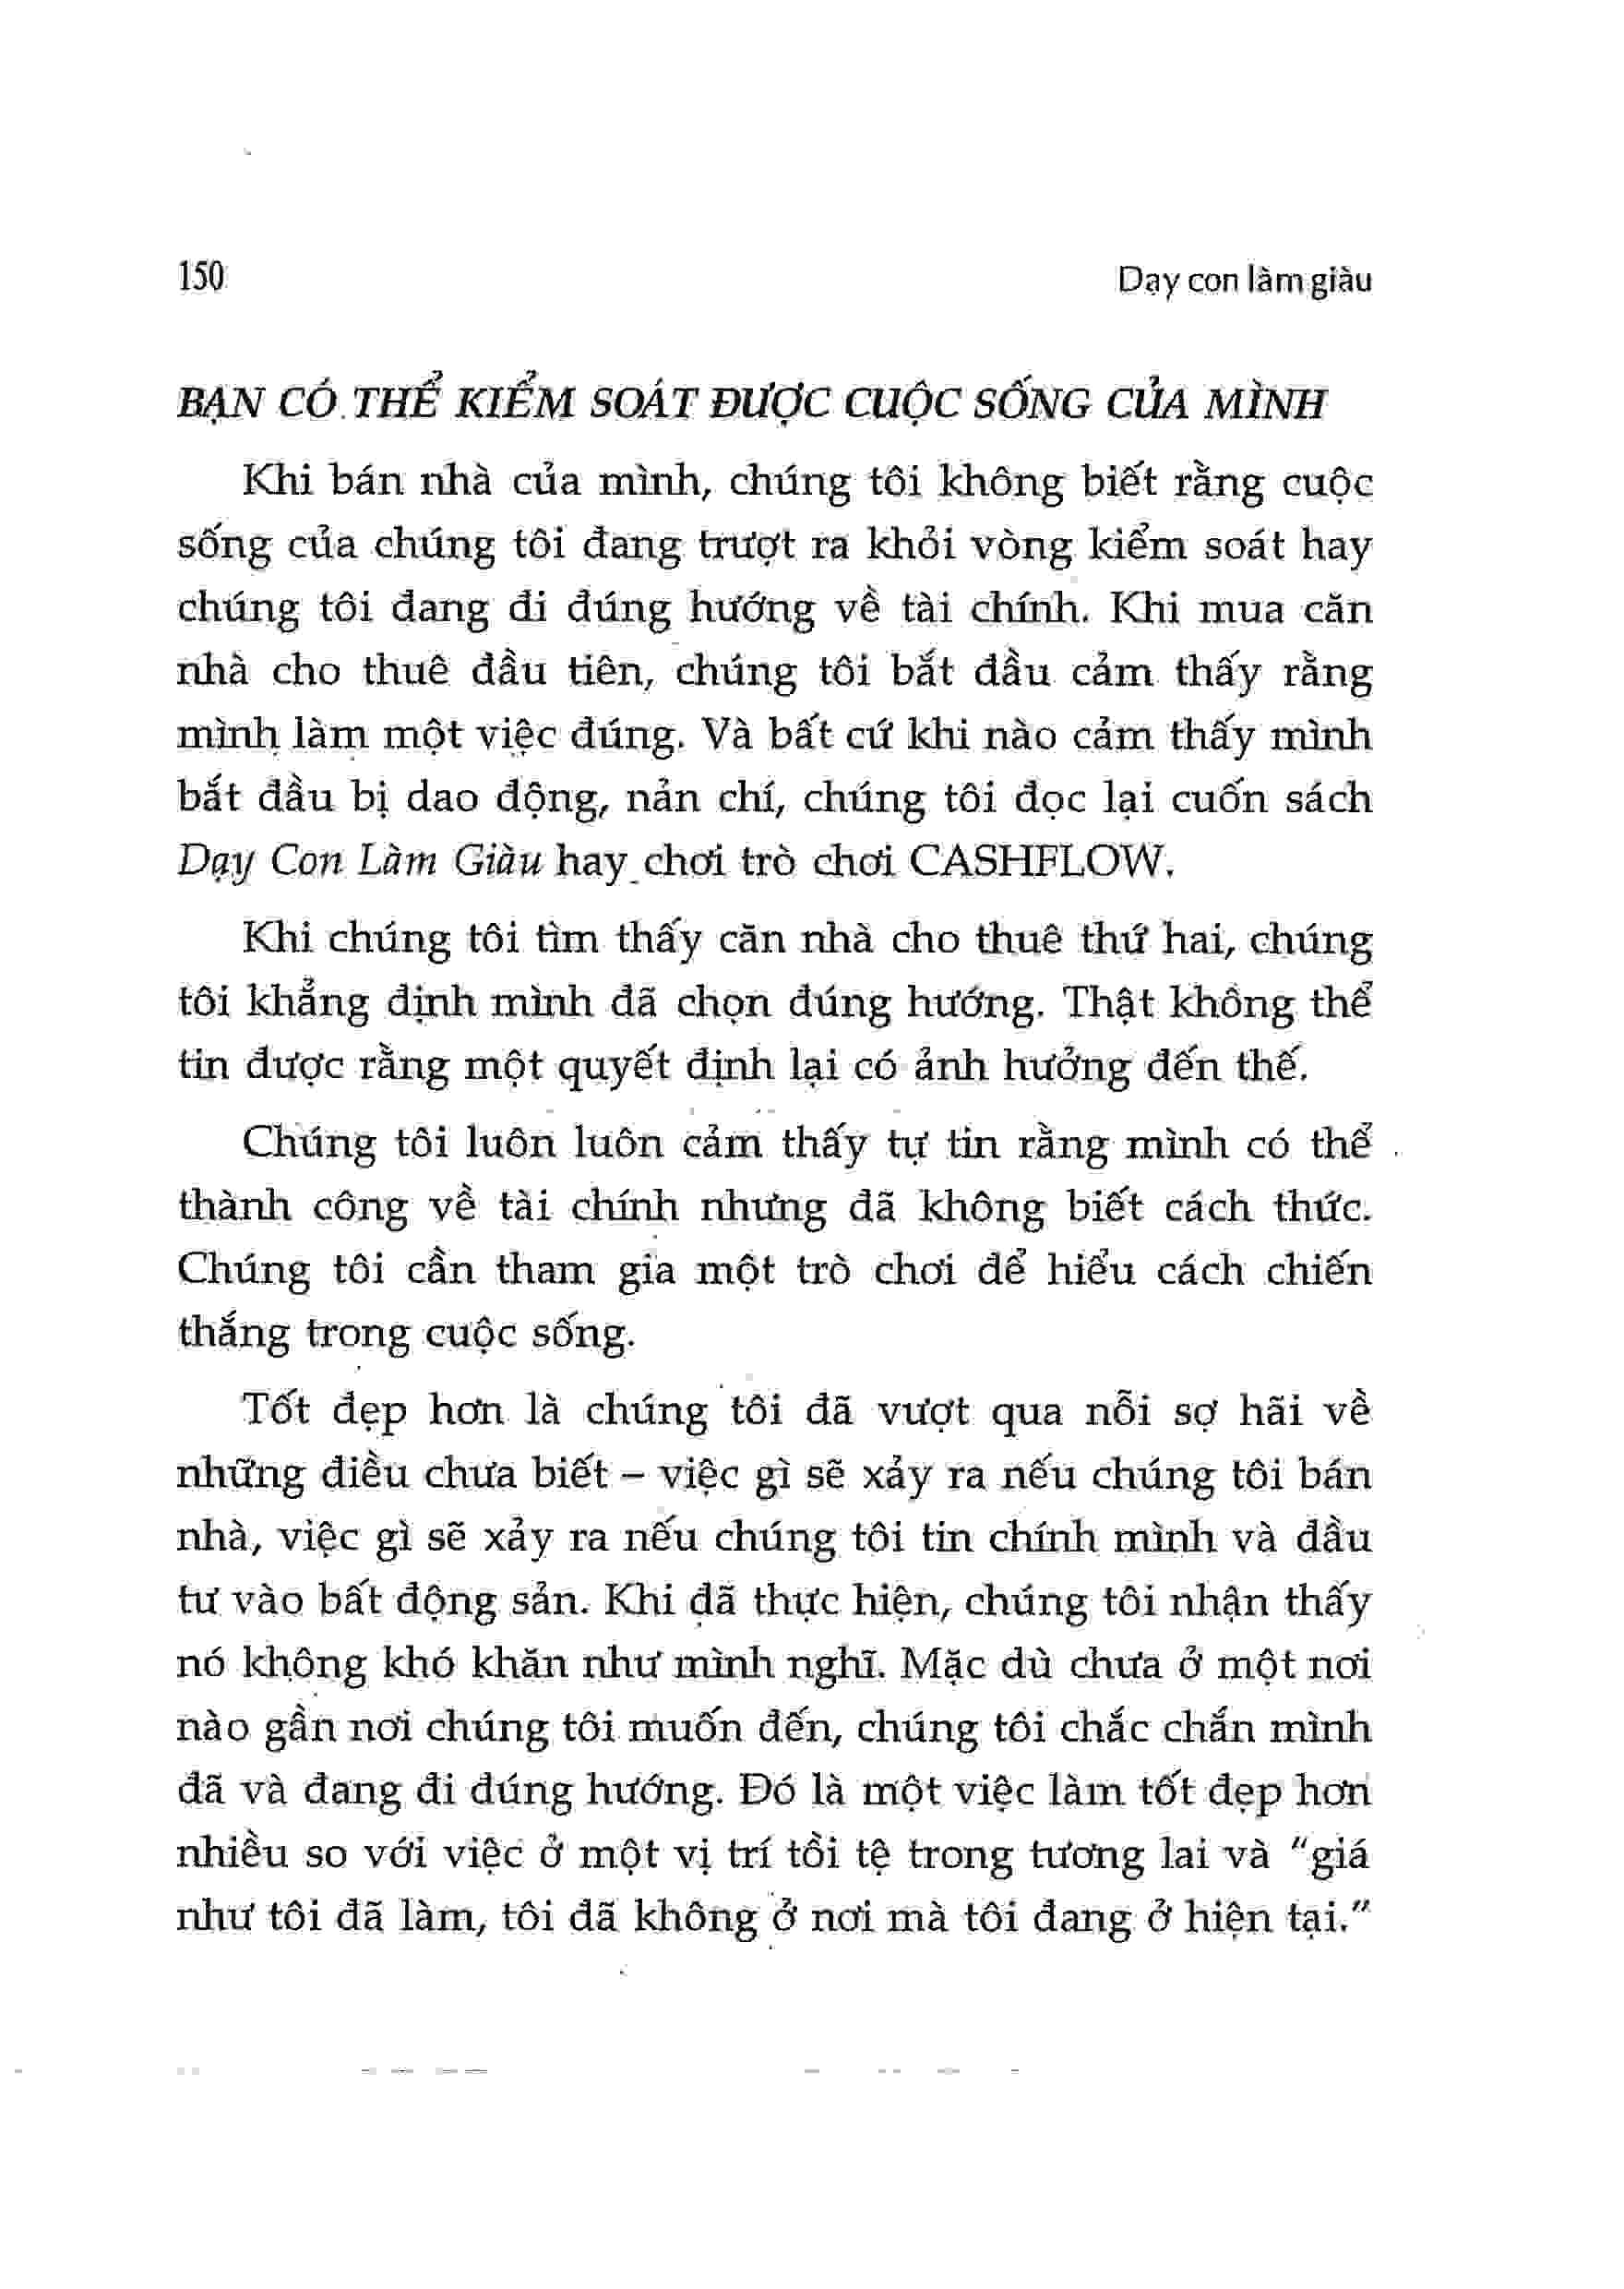 150
Dạy con làm giàu
BẠN CÓ THỂ KIỂM SOÁT ĐƯỢC CUỘC SỐNG CỦA MÌNH
Khi bán nhà của mình, chúng tôi không biết rằng cuộc
sống của chúng tôi đang trượt ra khỏi vòng kiểm soát hay
chúng tôi đang đi đúng hướng về tài chính. Khi mua căn
nhà cho thuê đầu tiên, chúng tôi bắt đầu cảm thấy rằng
mình làm một việc đúng. Và bất cứ khi nào cảm thấy mình
bắt đầu bị dao động, nản chí, chúng tôi đọc lại cuốn sách
Dạy Con Làm Giàu hay chơi trò chơi CASHFLOW.
Khi chúng tôi tìm thấy căn nhà cho thuê thứ hai, chúng
tôi khẳng định mình đã chọn đúng hướng. Thật không thể
tin được rằng một quyết định lại có ảnh hưởng đến thế.
Chúng tôi luôn luôn cảm thấy tự tin rằng mình có thể
thành công về tài chính nhưng đã không biết cách thức.
Chúng tôi cần tham gia một trò chơi để hiểu cách chiến
thắng trong cuộc sống.
Tốt đẹp hơn là chúng tôi đã vượt qua nỗi sợ hãi về
những điều chưa biết – việc gì sẽ xảy ra nếu chúng tôi bán
nhà, việc gì sẽ xảy ra nếu chúng tôi tin chính mình và đầu
tư vào bất động sản. Khi đã thực hiện, chúng tôi nhận thấy
nó không khó khăn như mình nghĩ. Mặc dù chưa ở một nơi
nào gần nơi chúng tôi muốn đến, chúng tôi chắc chắn mình
đã và đang đi đúng hướng. Đó là một việc làm tốt đẹp hơn
nhiều so với việc ở một vị trí tồi tệ trong tương lai và “giá
như tôi đã làm, tôi đã không ở nơi mà tôi đang ở hiện tại.”